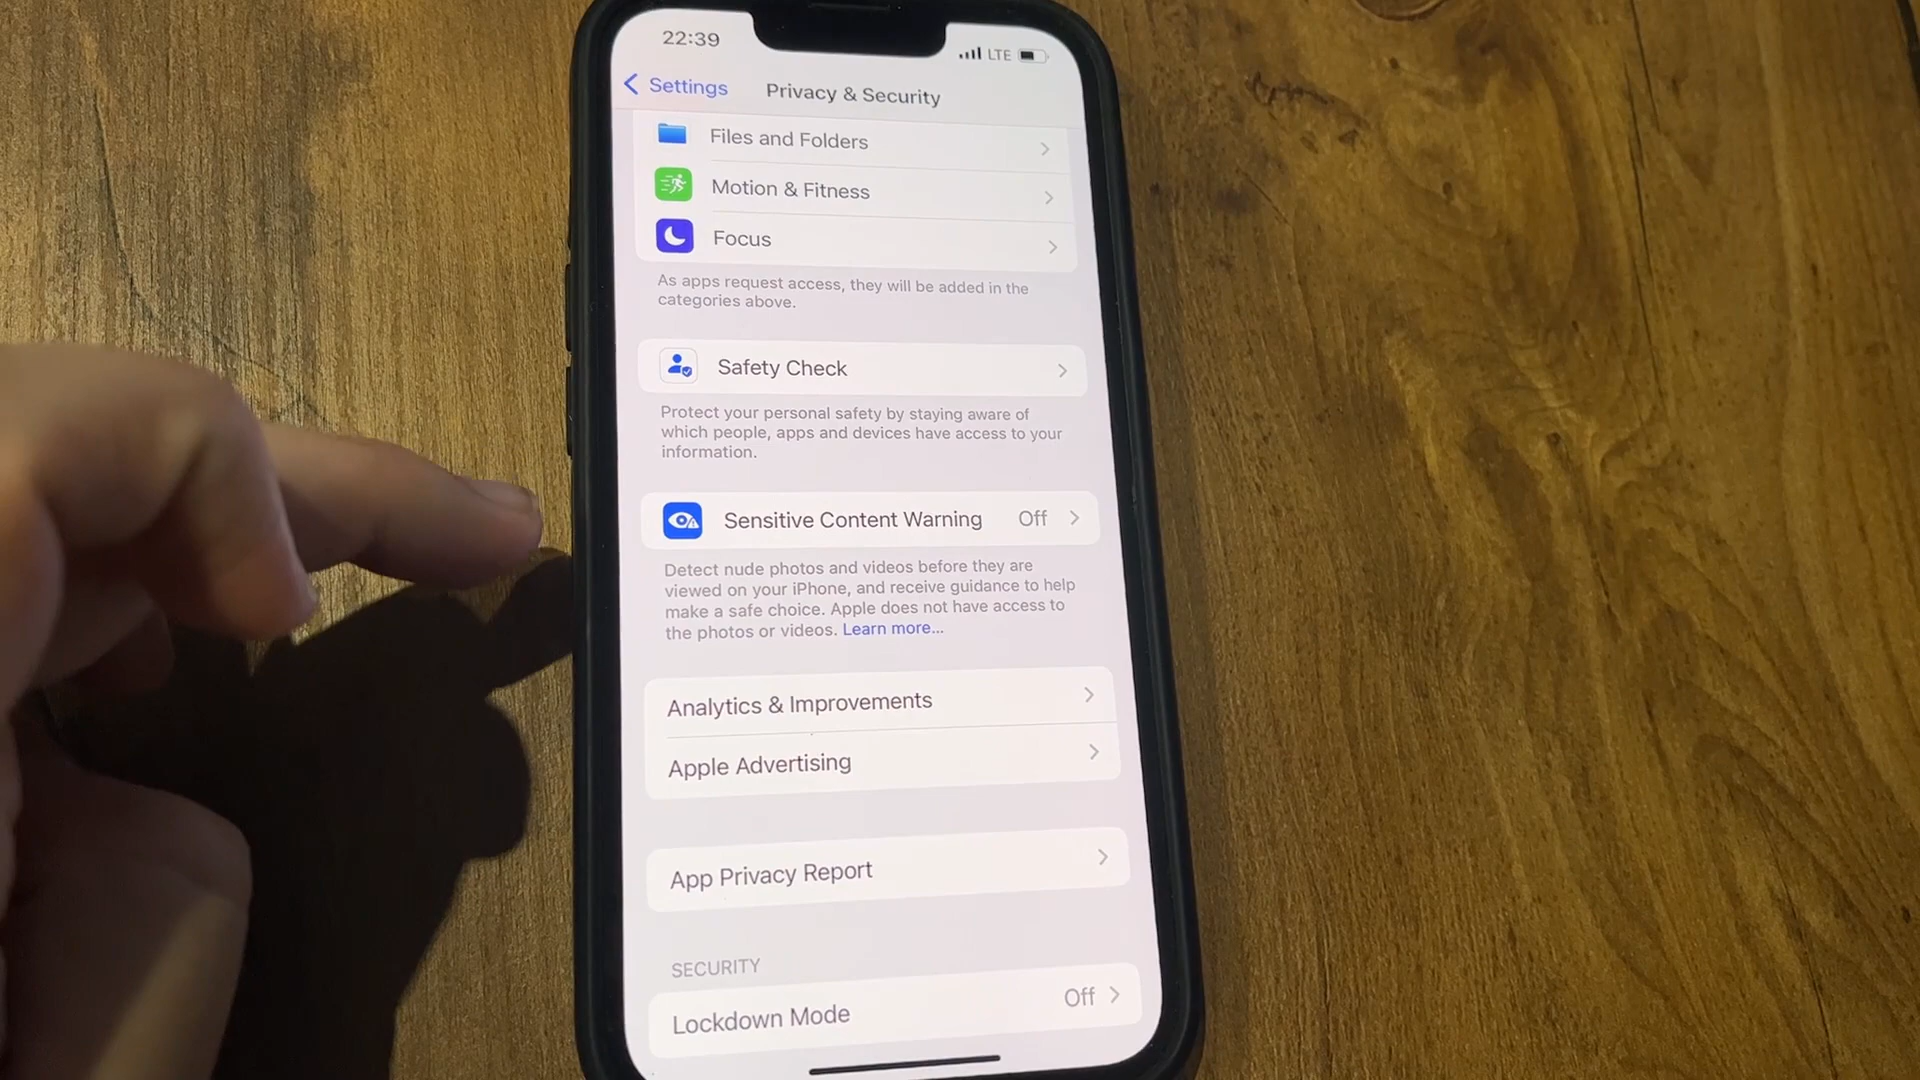 22:39
LTE
Settings
Privacy & Security
Files and Folders
Motion & Fitness
Focus
As apps request access, they will be added in the
categories above.
Safety Check
Protect your personal safety by staying aware of
which people, apps and devices have access to your
information.
Sensitive Content Warning Off
Detect nude photos and videos before they are
viewed on your iPhone, and receive guidance to help
make a safe choice. Apple does not have access to
the photos or videos. Learn more...
Analytics & Improvements
Apple Advertising
App Privacy Report
SECURITY
Lockdown Mode Off